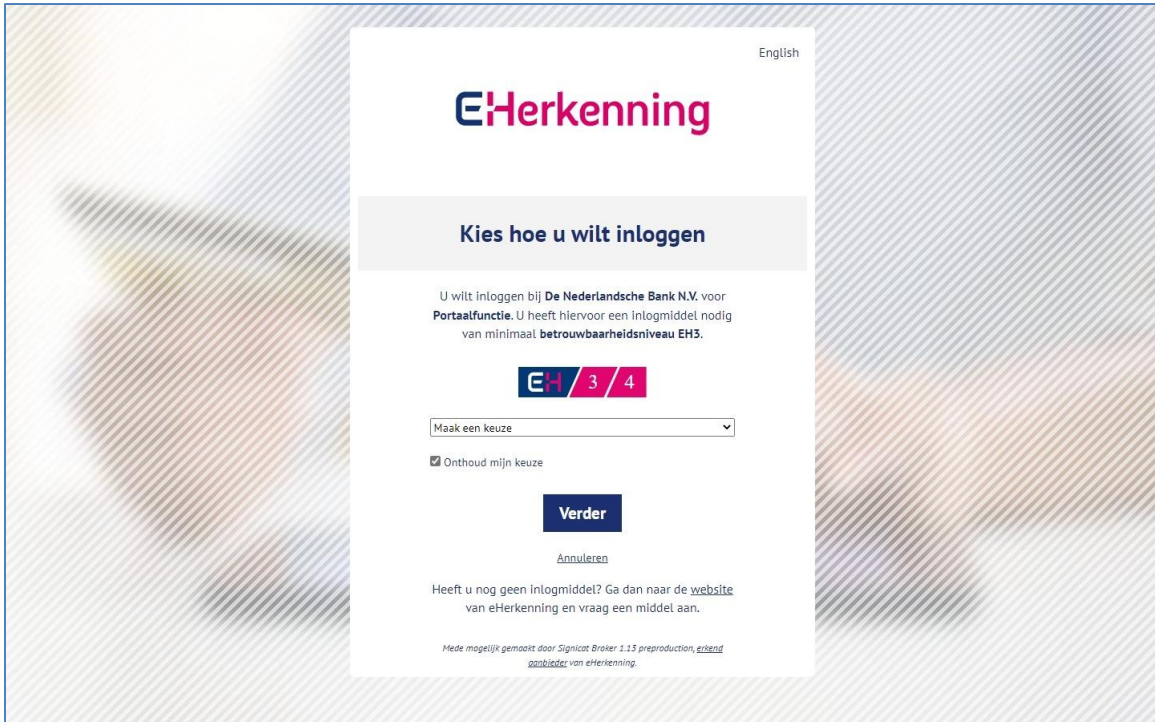 English
EHerkenning
Kies hoe u wilt inloggen
U wilt inloggen bij De Nederlandsche Bank N.V. voor
Portaalfunctie. U heeft hiervoor een inlogmiddel nodig
van minimaal betrouwbaarheidsniveau EH3.
EH / 3 / 4
Maak een keuze
Onthoud mijn keuze
Verder
Annuleren
Heeft u nog geen inlogmiddel? Ga dan naar de website
van eHerkenning en vraag een middel aan.
Mede mogelijk gemaakt door Signicat Broker 1.13 preproduction, erkend
aanbieder van eHerkenning.